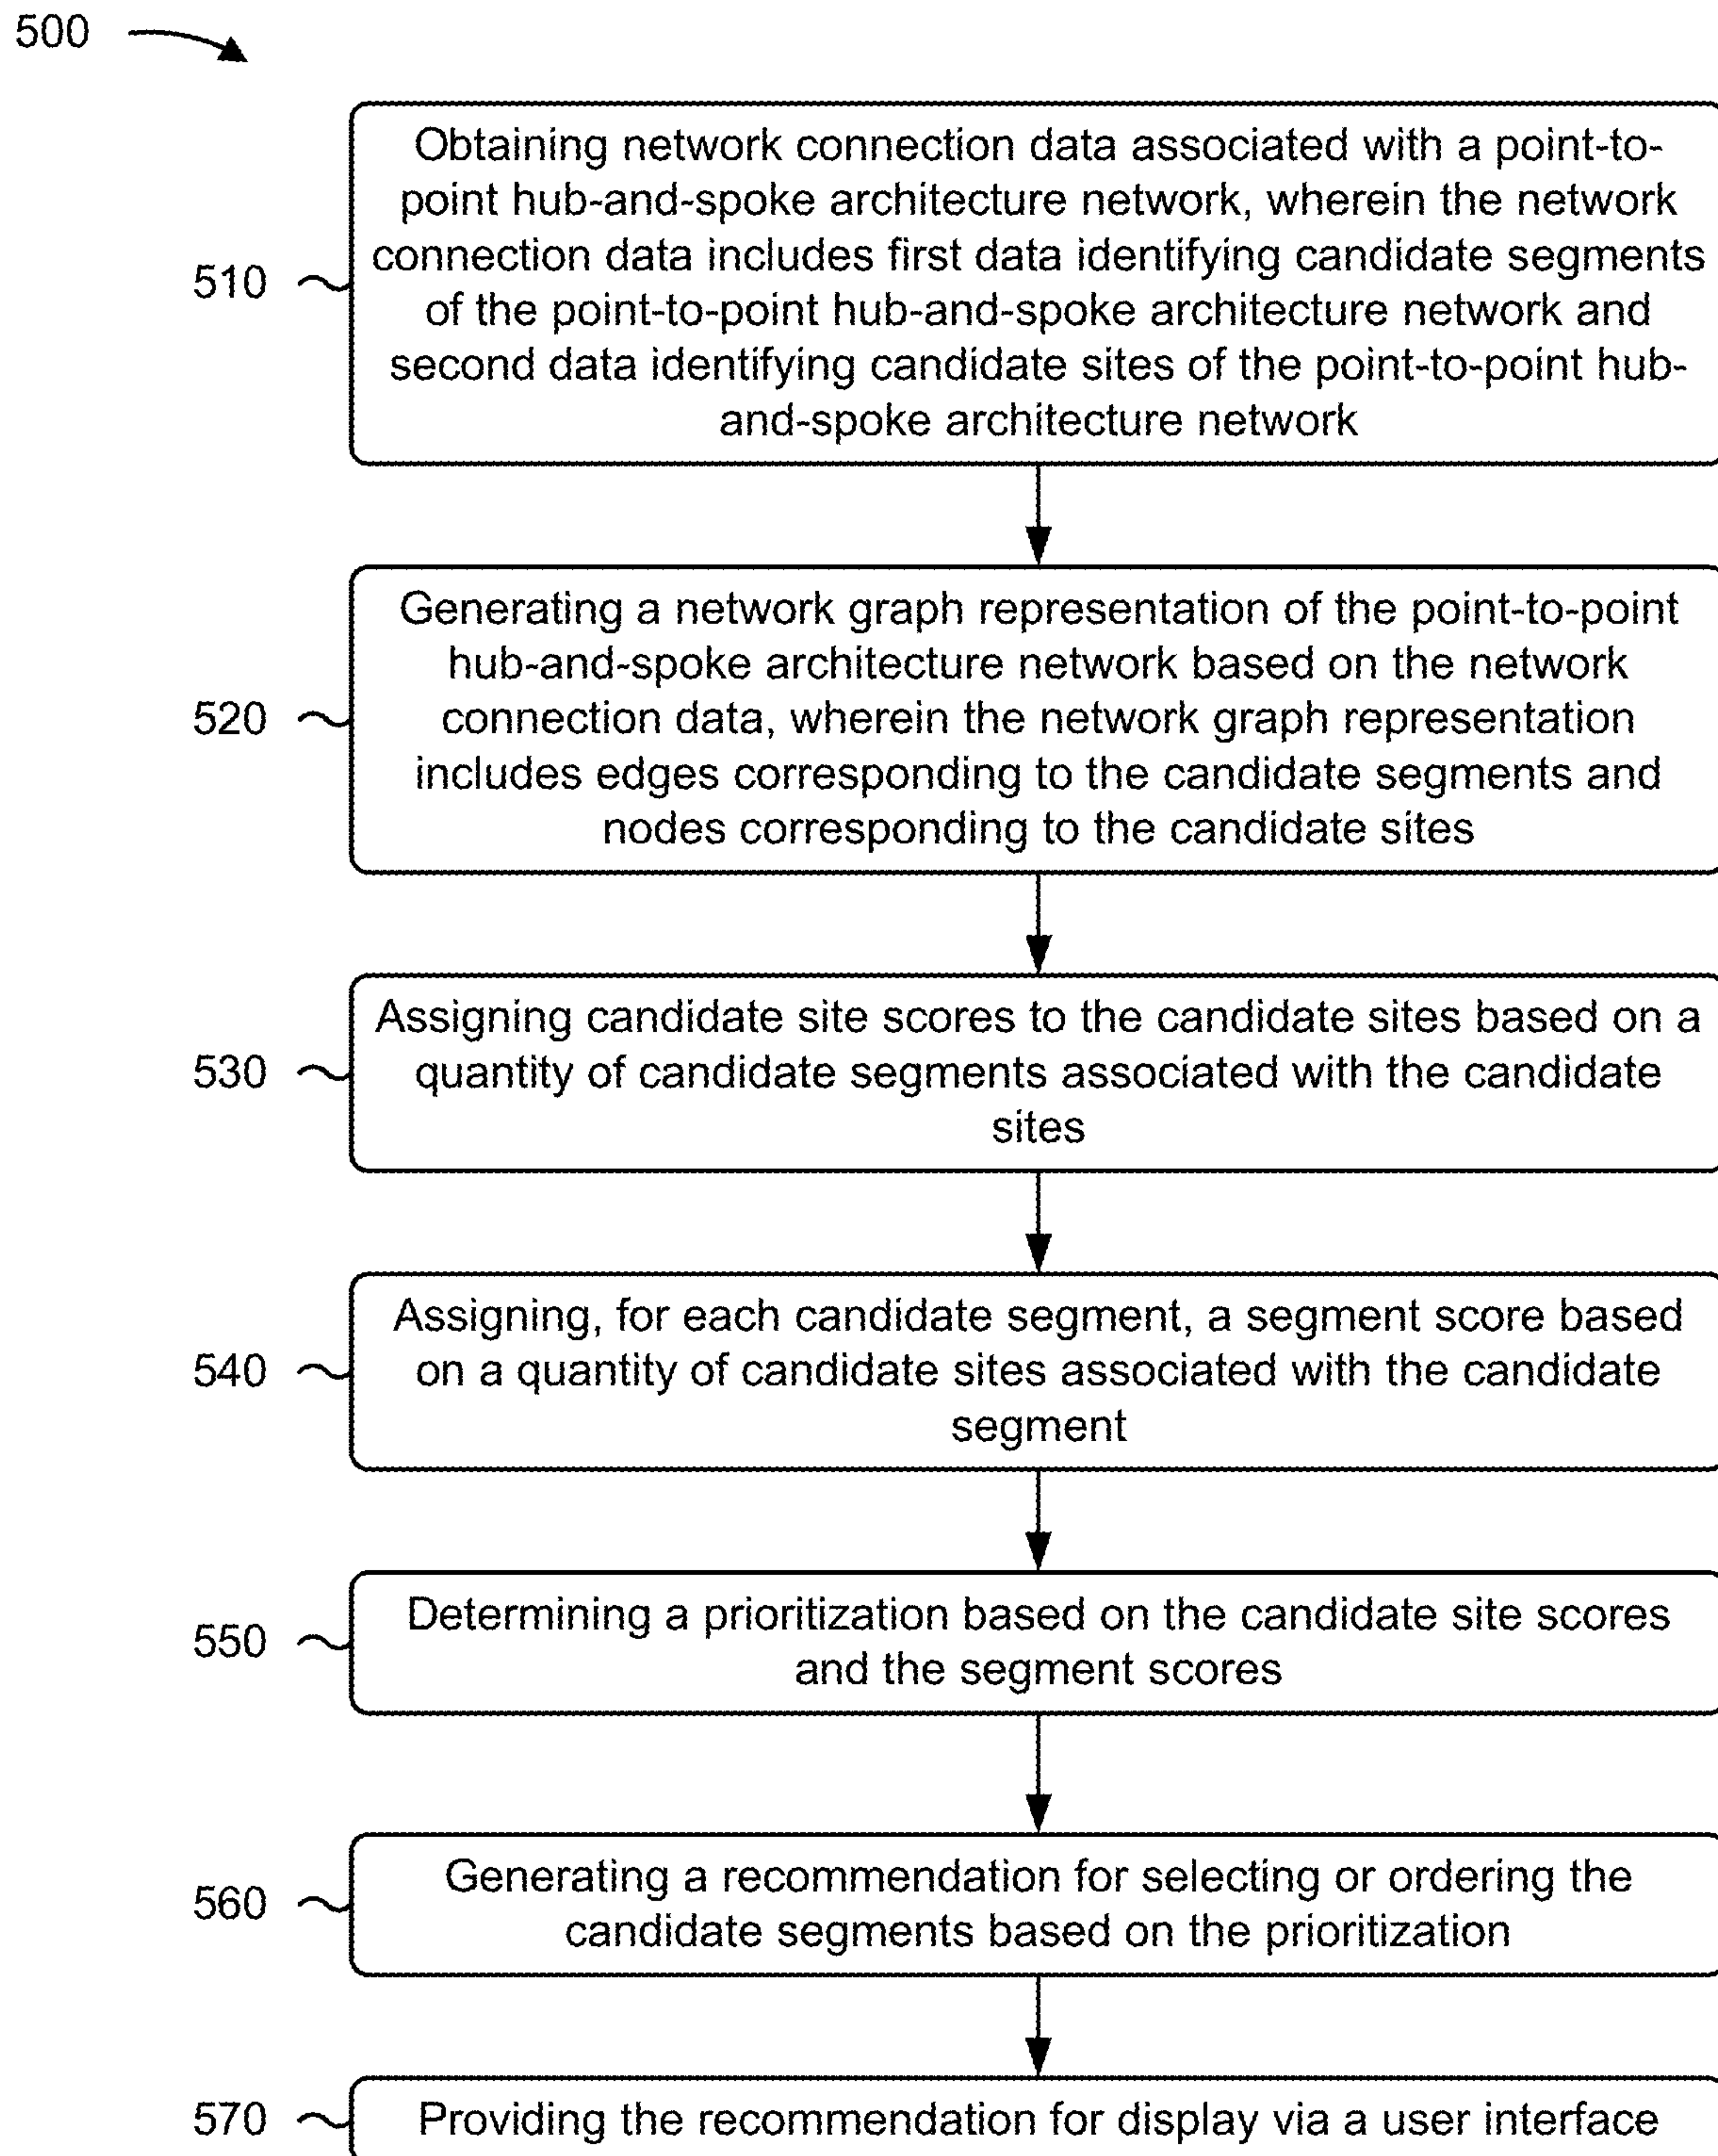 500
Obtaining network connection data associated with a point-to-
point hub-and-spoke architecture network, wherein the network
connection data includes first data identifying candidate segments
of the point-to-point hub-and-spoke architecture network and
second data identifying candidate sites of the point-to-point hub-
and-spoke architecture network
510
Generating a network graph representation of the point-to-point
hub-and-spoke architecture network based on the network
connection data, wherein the network graph representation
includes edges corresponding to the candidate segments and
nodes corresponding to the candidate sites
520
Assigning candidate site scores to the candidate sites based on a
quantity of candidate segments associated with the candidate
sites
530
Assigning, for each candidate segment, a segment score based
on a quantity of candidate sites associated with the candidate
segment
540
Determining a prioritization based on the candidate site scores
and the segment scores
550
Generating a recommendation for selecting or ordering the
candidate segments based on the prioritization
560
Providing the recommendation for display via a user interface
570